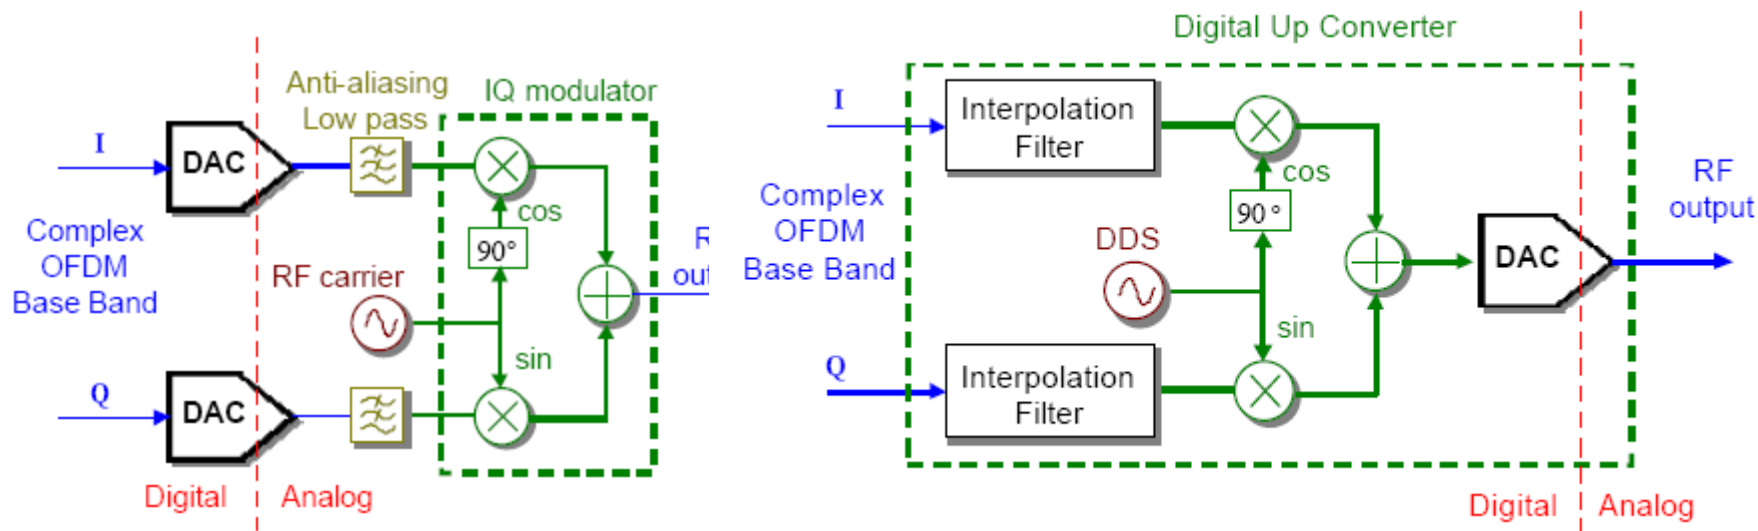 Anti-aliasing
Low pass
IQ modulator
I
DAC
cos
Complex
OFDM
Base Band
90°
RF carrier
sin
Q
DAC
Digital
Analog
Digital Up Converter
I
Interpolation
Filter
cos
Complex
OFDM
Base Band
90°
DDS
DAC
RF
output
sin
Q
Interpolation
Filter
Digital
Analog